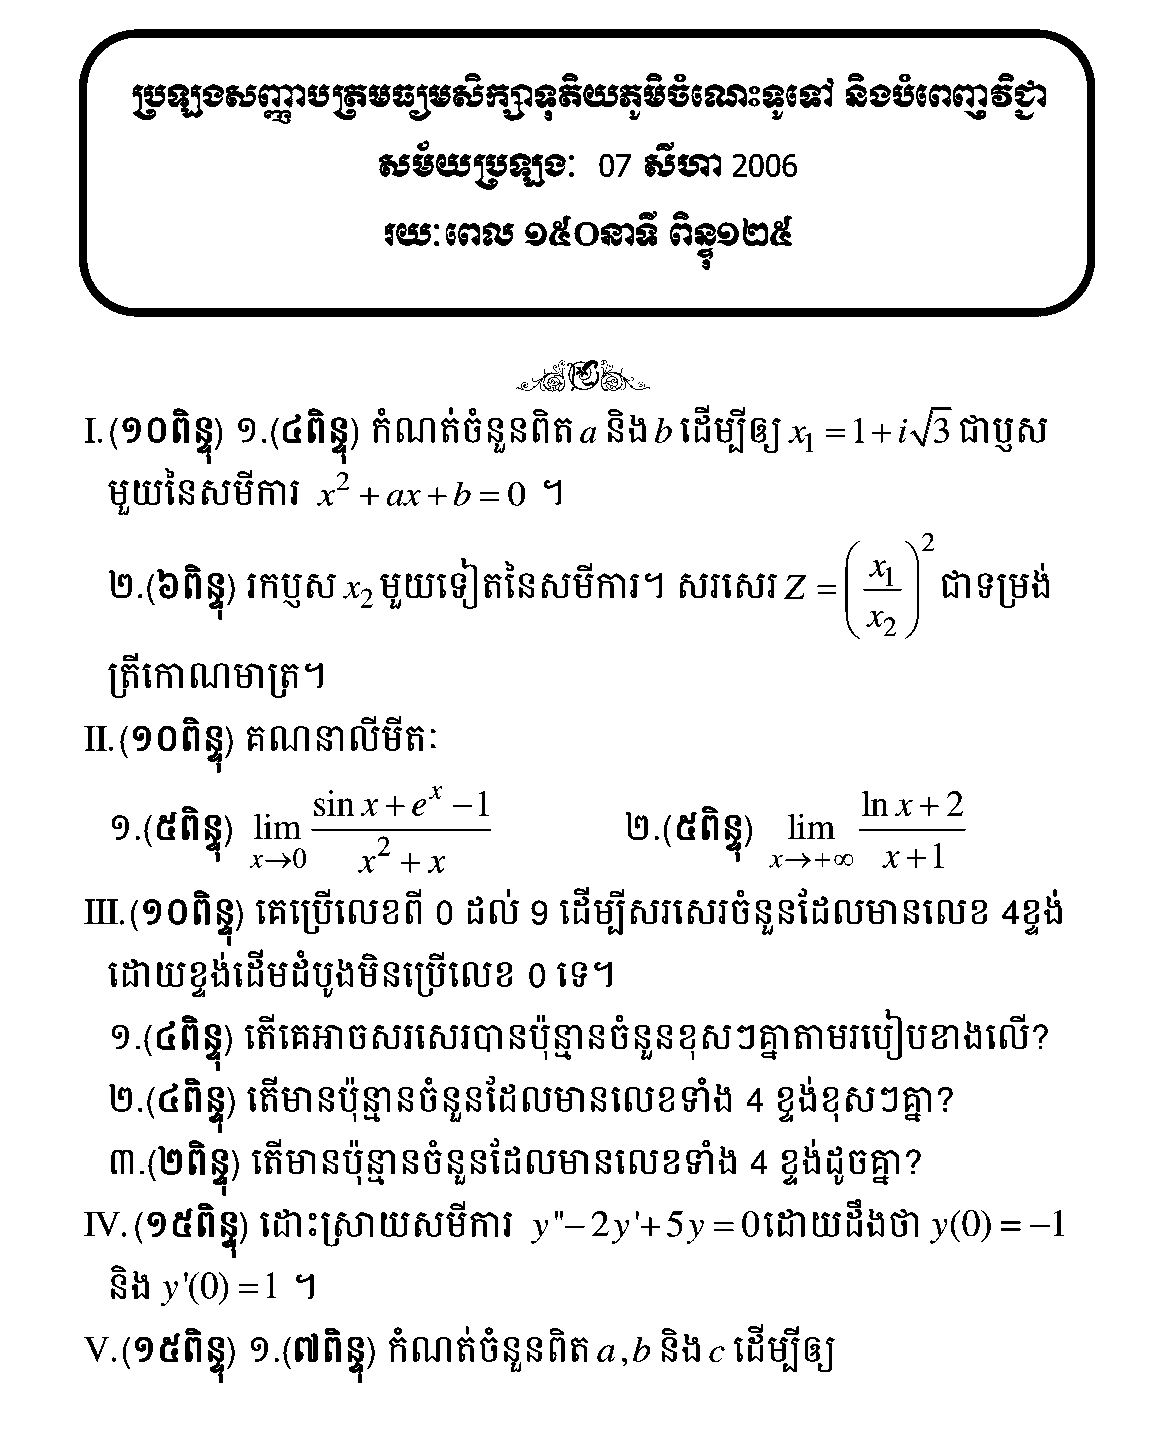 ប្រឡងសញ្ញាបត្រមធ្យមសិក្សាទុតិយភូមិចំណេះទូទៅ និងបំពេញវិជ្ជា
សម័យប្រឡង: 07 សីហា 2006
រយៈពេល ១៥០នាទី ពិន្ទុ១២៥
I.(១០ពិន្ទុ) ១.(៤ពិន្ទុ) កំណត់ចំនួនពិត a និង b ដើម្បីឲ្យ x₁ = 1 + i√3 ជាឫស
មួយនៃសមីការ x² + ax + b = 0 ។
២.(៦ពិន្ទុ) រកឫស x₂ មួយទៀតនៃសមីការ។ សរសេរ Z = (x₁/x₂)² ជាទម្រង់
ត្រីកោណមាត្រ។
II.(១០ពិន្ទុ) គណនាលីមីត:
១.(៥ពិន្ទុ) lim x→0 (sin x + eˣ − 1)/(x² + x) ២.(៥ពិន្ទុ) lim x→+∞ (ln x + 2)/(x + 1)
III.(១០ពិន្ទុ) គេប្រើលេខពី 0 ដល់ 9 ដើម្បីសរសេរចំនួនដែលមានលេខ 4ខ្ទង់
ដោយខ្ទង់ដើមដំបូងមិនប្រើលេខ 0 ទេ។
១.(៤ពិន្ទុ) តើគេអាចសរសេរបានប៉ុន្មានចំនួនខុសៗគ្នាតាមរបៀបខាងលើ?
២.(៤ពិន្ទុ) តើមានប៉ុន្មានចំនួនដែលមានលេខទាំង 4 ខ្ទង់ខុសៗគ្នា?
៣.(២ពិន្ទុ) តើមានប៉ុន្មានចំនួនដែលមានលេខទាំង 4 ខ្ទង់ដូចគ្នា?
IV.(១៥ពិន្ទុ) ដោះស្រាយសមីការ y'' − 2y' + 5y = 0 ដោយដឹងថា y(0) = −1
និង y'(0) = 1 ។
V.(១៥ពិន្ទុ) ១.(៧ពិន្ទុ) កំណត់ចំនួនពិត a,b និង c ដើម្បីឲ្យ